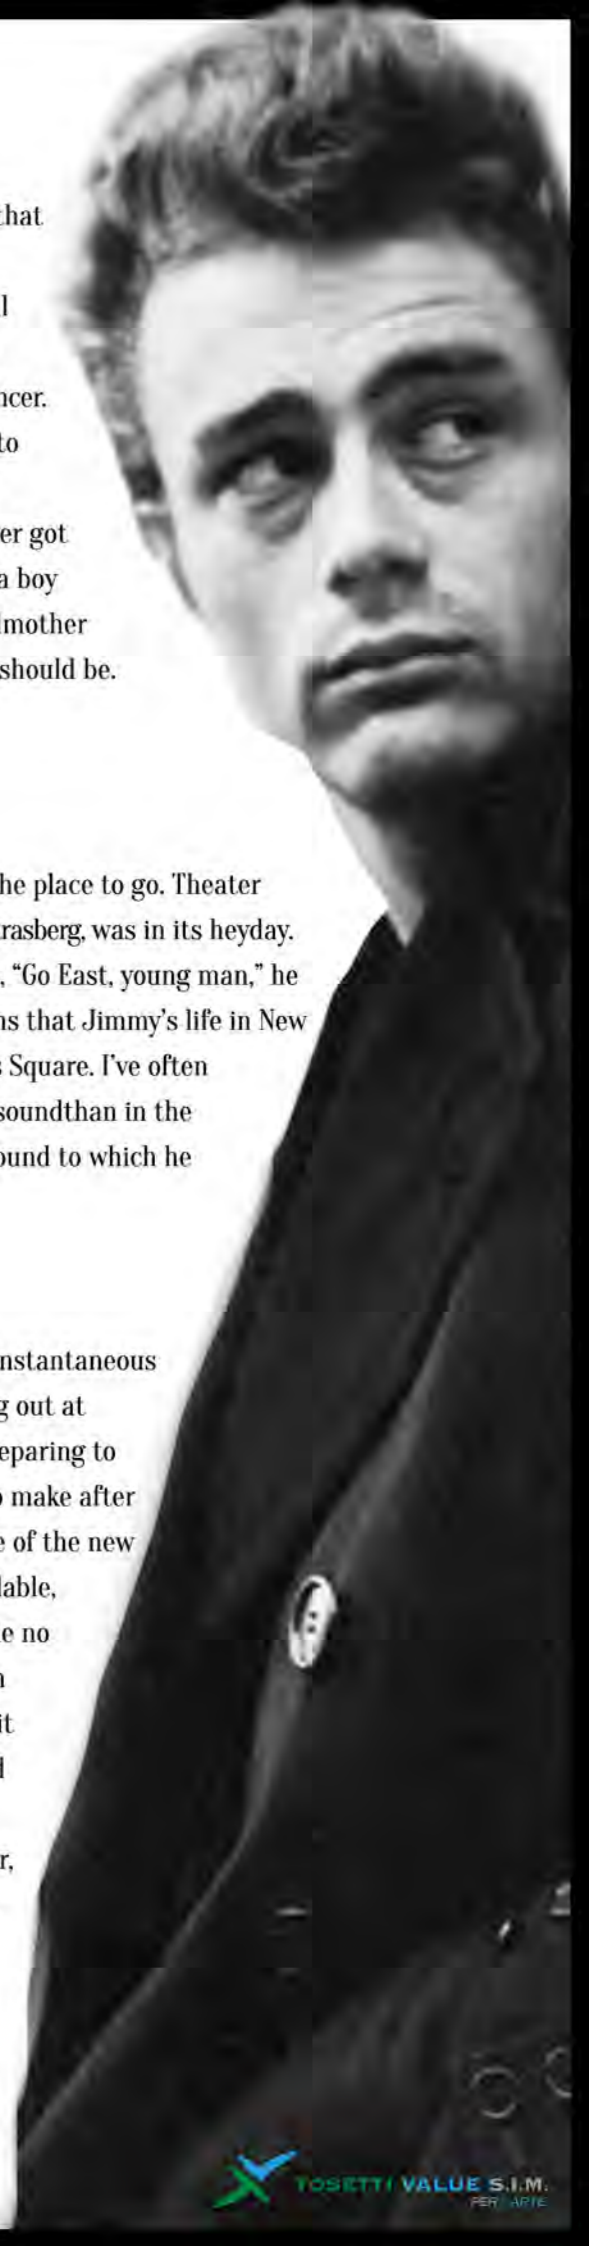 that
l
ncer.
to
er got
a boy
dmother
should be.
he place to go. Theater
rasberg, was in its heyday.
, “Go East, young man,” he
ns that Jimmy’s life in New
s Square. I’ve often
soundthan in the
ound to which he
nstantaneous
g out at
eparing to
o make after
e of the new
lable,
e no
n
it
d
r,
TOSETTI VALUE S.I.M.
PER L'ARTE